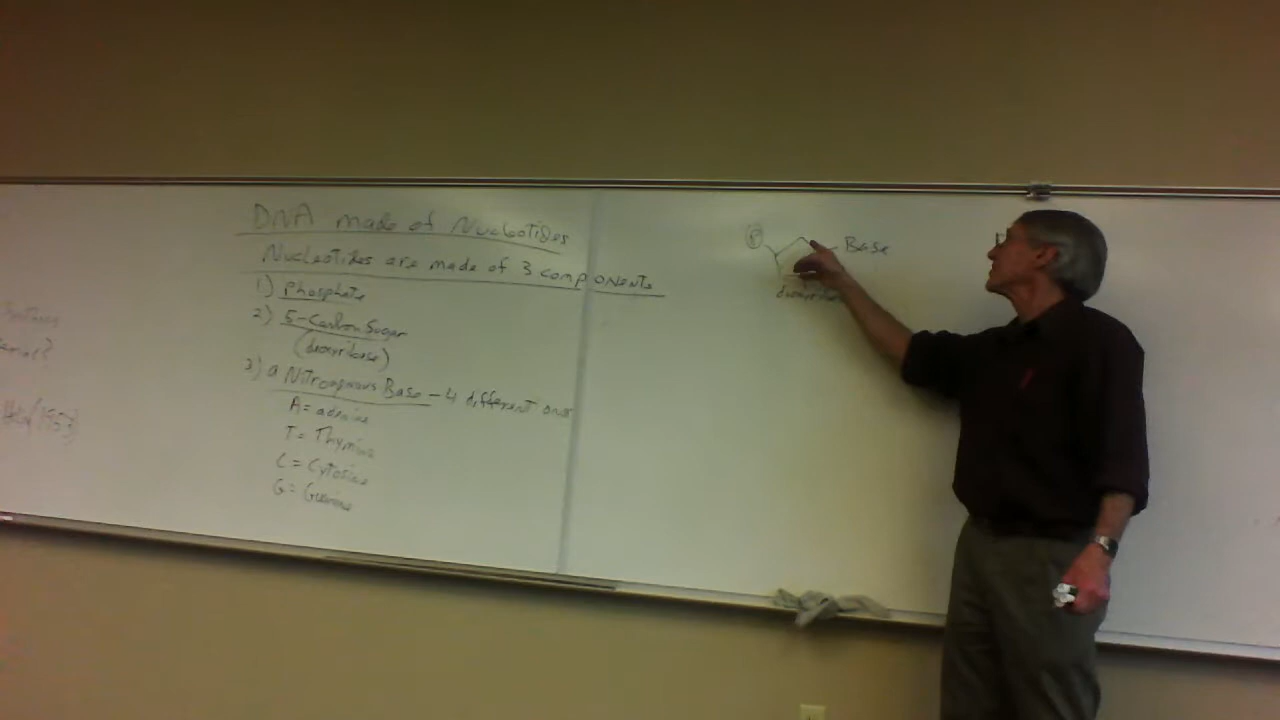 DNA made of Nucleotides
Nucleotides are made of 3 components
1) Phosphate
2) 5-Carbon Sugar
(deoxyribose)
3) a Nitrogenous Base - 4 different ones
A = adenine
T = Thymine
C = Cytosine
G = Guanine
P
Base